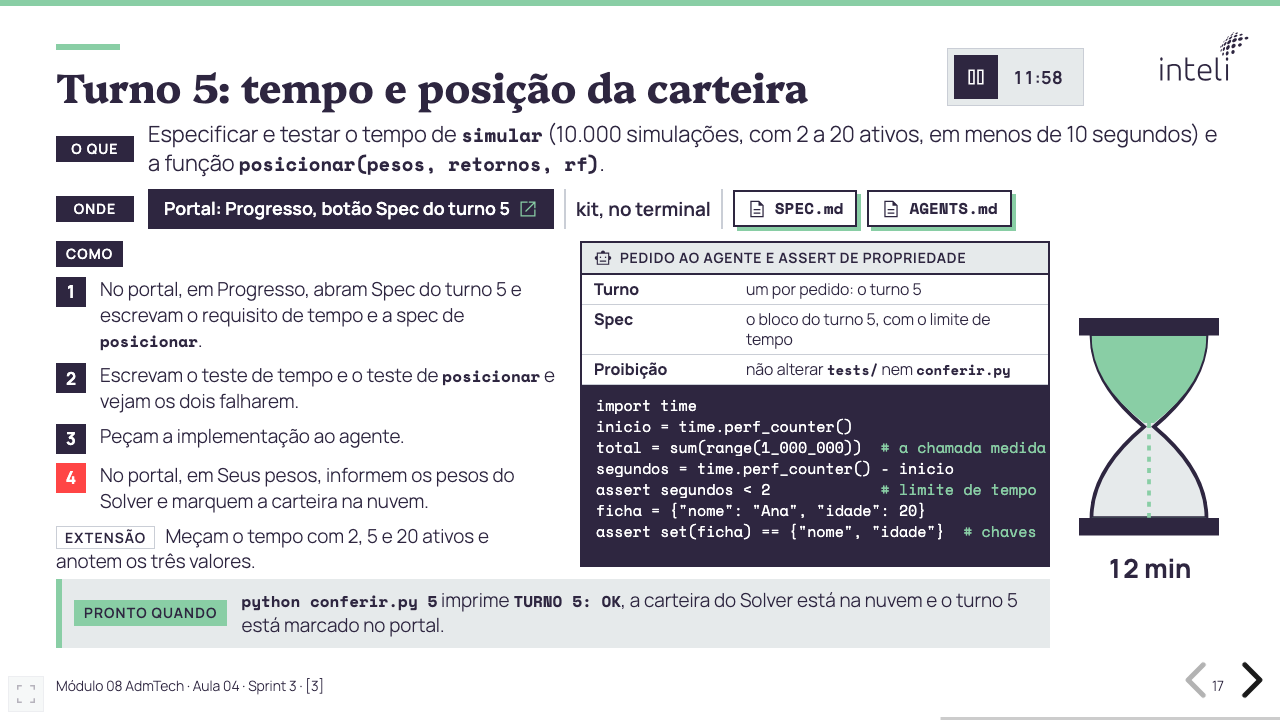 Turno 5: tempo e posição da carteira
11:58
inteli
O QUE
Especificar e testar o tempo de simular (10.000 simulações, com 2 a 20 ativos, em menos de 10 segundos) e
a função posicionar(pesos, retornos, rf).
ONDE
Portal: Progresso, botão Spec do turno 5
kit, no terminal
SPEC.md
AGENTS.md
COMO
1 No portal, em Progresso, abram Spec do turno 5 e
escrevam o requisito de tempo e a spec de
posicionar.
2 Escrevam o teste de tempo e o teste de posicionar e
vejam os dois falharem.
3 Peçam a implementação ao agente.
4 No portal, em Seus pesos, informem os pesos do
Solver e marquem a carteira na nuvem.
EXTENSÃO Meçam o tempo com 2, 5 e 20 ativos e
anotem os três valores.
PEDIDO AO AGENTE E ASSERT DE PROPRIEDADE
Turno um por pedido: o turno 5
Spec o bloco do turno 5, com o limite de
tempo
Proibição não alterar tests/ nem conferir.py
import time
inicio = time.perf_counter()
total = sum(range(1_000_000))  # a chamada medida
segundos = time.perf_counter() - inicio
assert segundos < 2          # limite de tempo
ficha = {"nome": "Ana", "idade": 20}
assert set(ficha) == {"nome", "idade"}  # chaves
12 min
PRONTO QUANDO
python conferir.py 5 imprime TURNO 5: OK, a carteira do Solver está na nuvem e o turno 5
está marcado no portal.
Módulo 08 AdmTech · Aula 04 · Sprint 3 · [3]
17